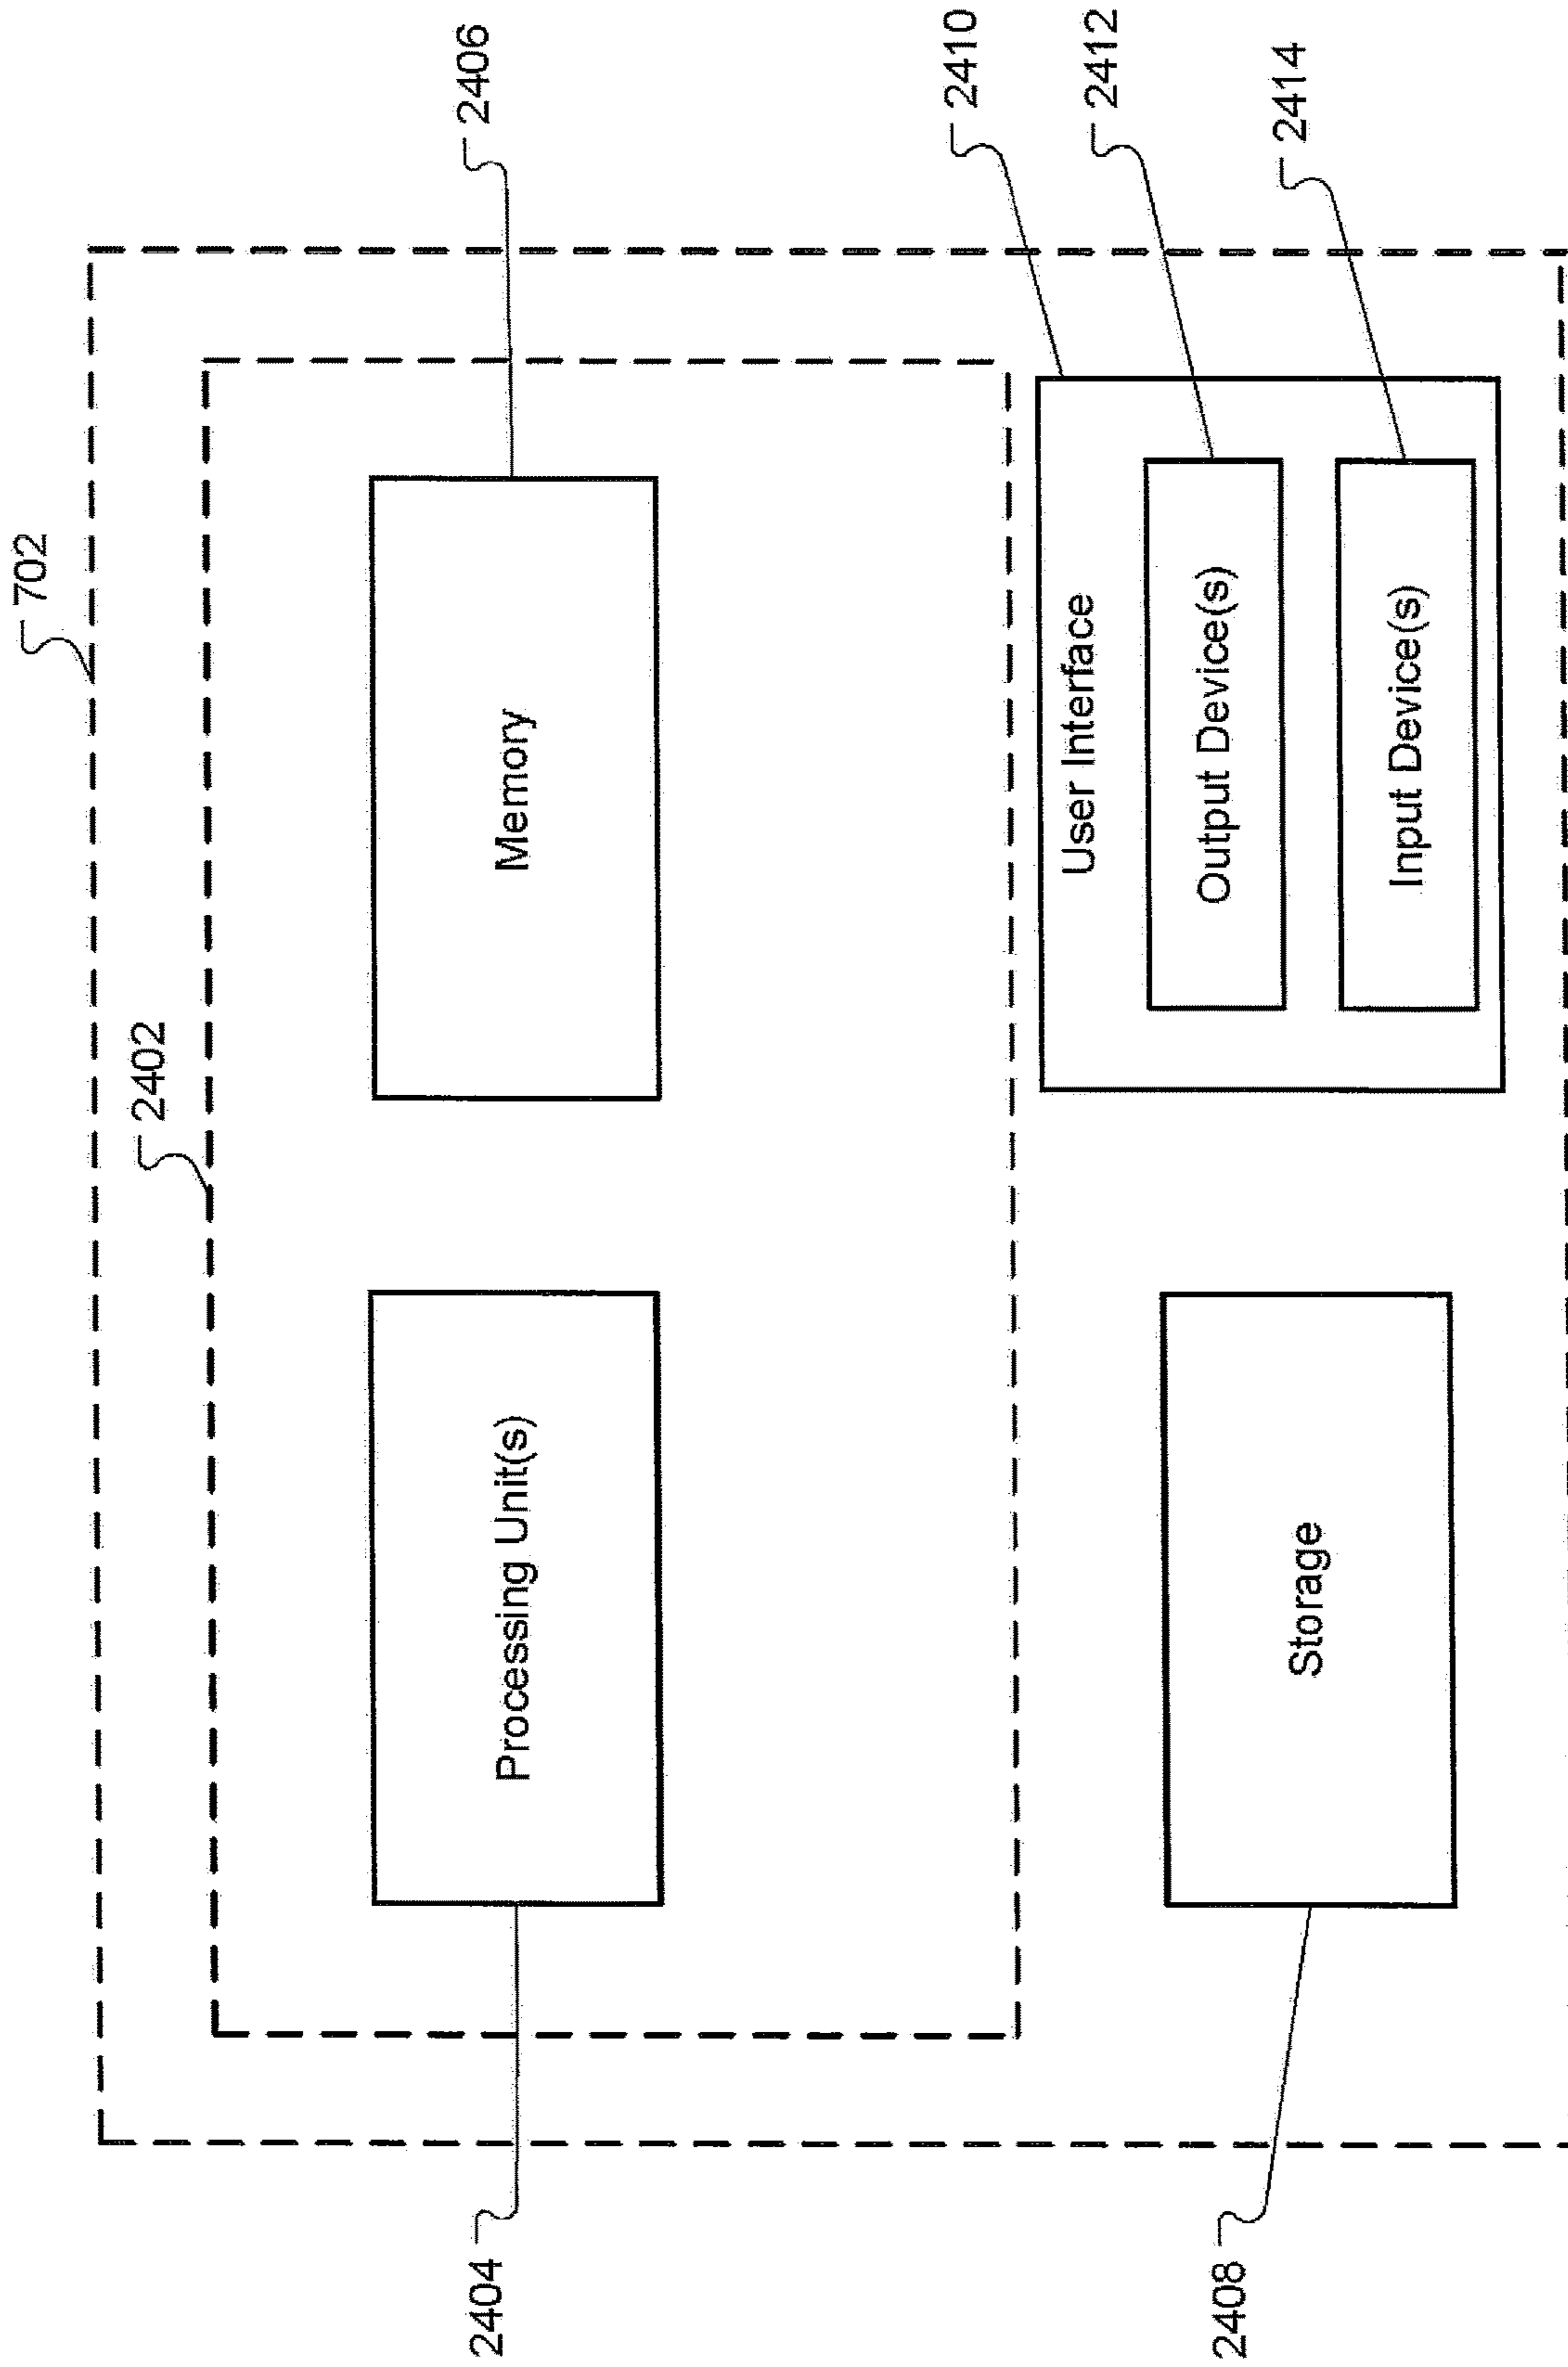 702
2402
2404
Processing Unit(s)
Memory
2406
2408
Storage
User Interface
2410
Output Device(s)
2412
Input Device(s)
2414